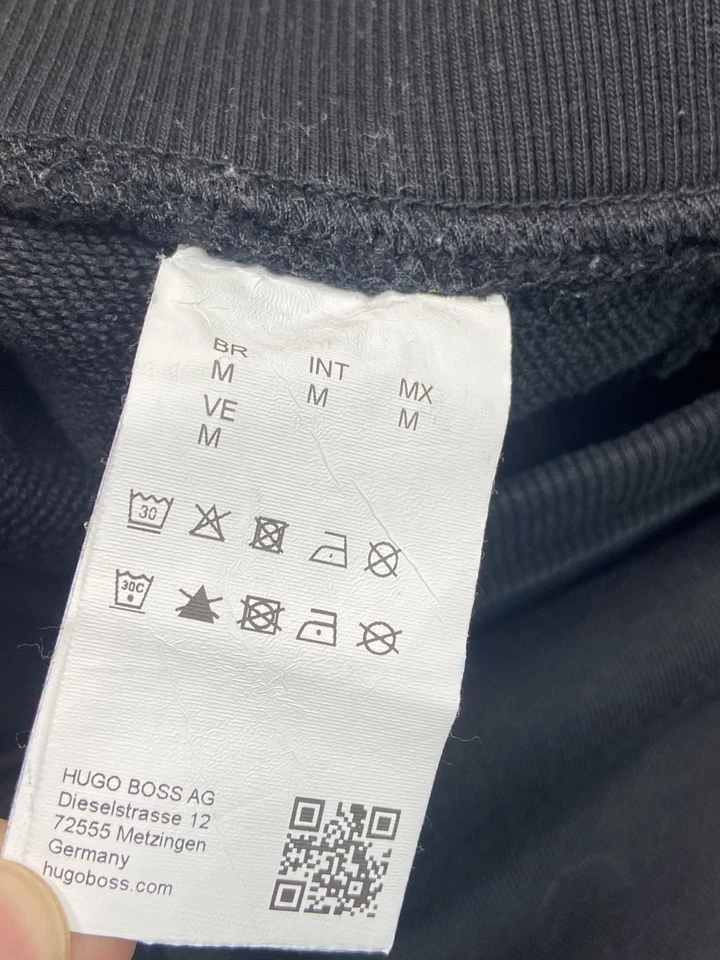 BR INT MX
M M M
VE
M
30
30C
HUGO BOSS AG
Dieselstrasse 12
72555 Metzingen
Germany
hugoboss.com